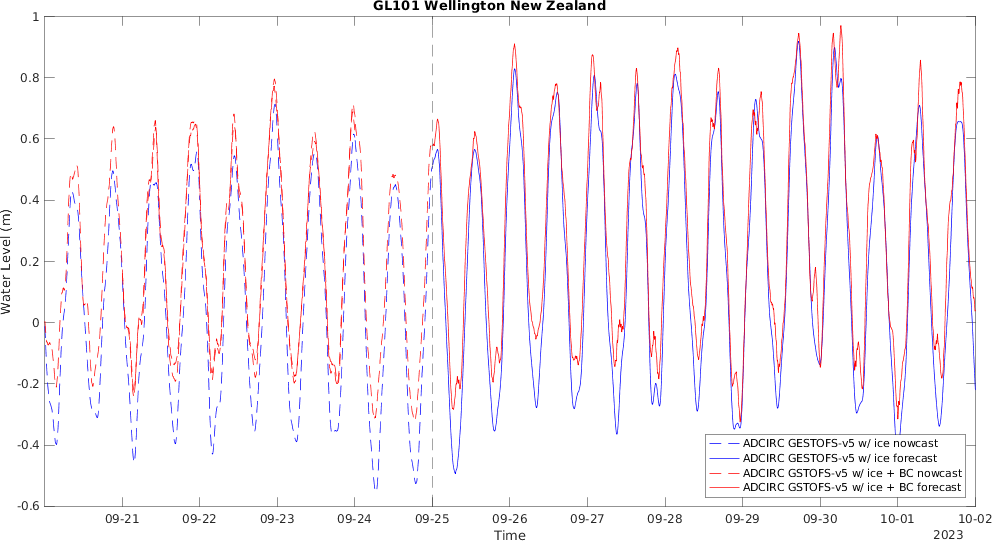 GL101 Wellington New Zealand
1
0.8
0.6
0.4
0.2
0
-0.2
-0.4
-0.6
Water Level (m)
ADCIRC GESTOFS-v5 w/ ice nowcast
ADCIRC GESTOFS-v5 w/ ice forecast
ADCIRC GSTOFS-v5 w/ ice + BC nowcast
ADCIRC GSTOFS-v5 w/ ice + BC forecast
09-21 09-22 09-23 09-24 09-25 09-26 09-27 09-28 09-29 09-30 10-01 10-02
Time 2023